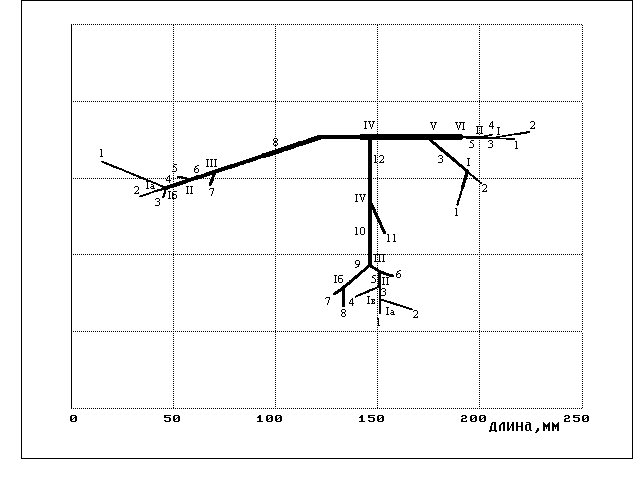 IV V VI II 4 I 2
5 3 1
8
1
12 3 I
5 6 III
4
2 Ia II 7 2
3 Iб
IV 1
10 11
9 III
Iб 5 6
II
7 4 3
8 Iв Ia 2
1
0 50 100 150 200 250
длина,мм